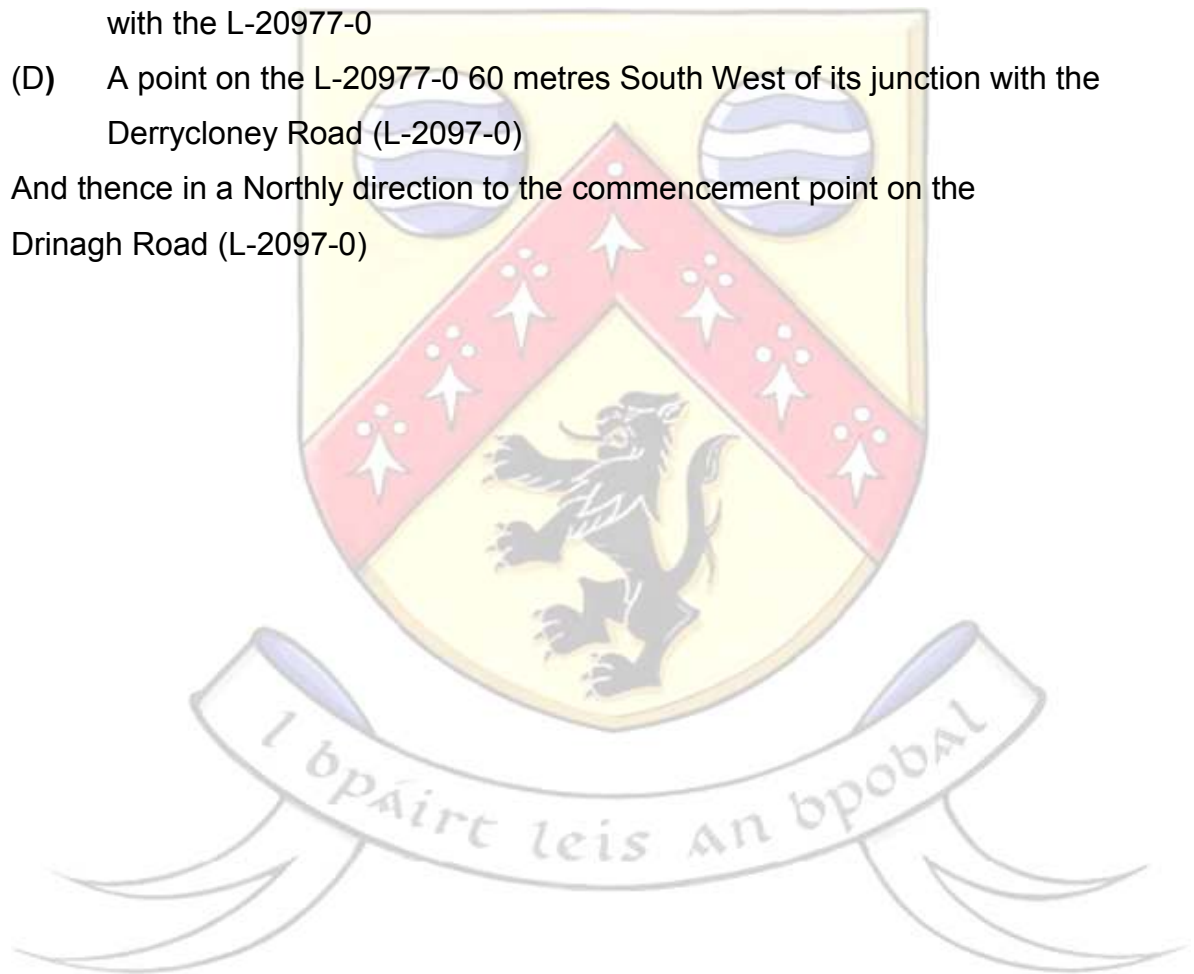 with the L-20977-0
(D) A point on the L-20977-0 60 metres South West of its junction with the
Derrycloney Road (L-2097-0)
And thence in a Northly direction to the commencement point on the
Drinagh Road (L-2097-0)
I bpáirt leis an bpobal